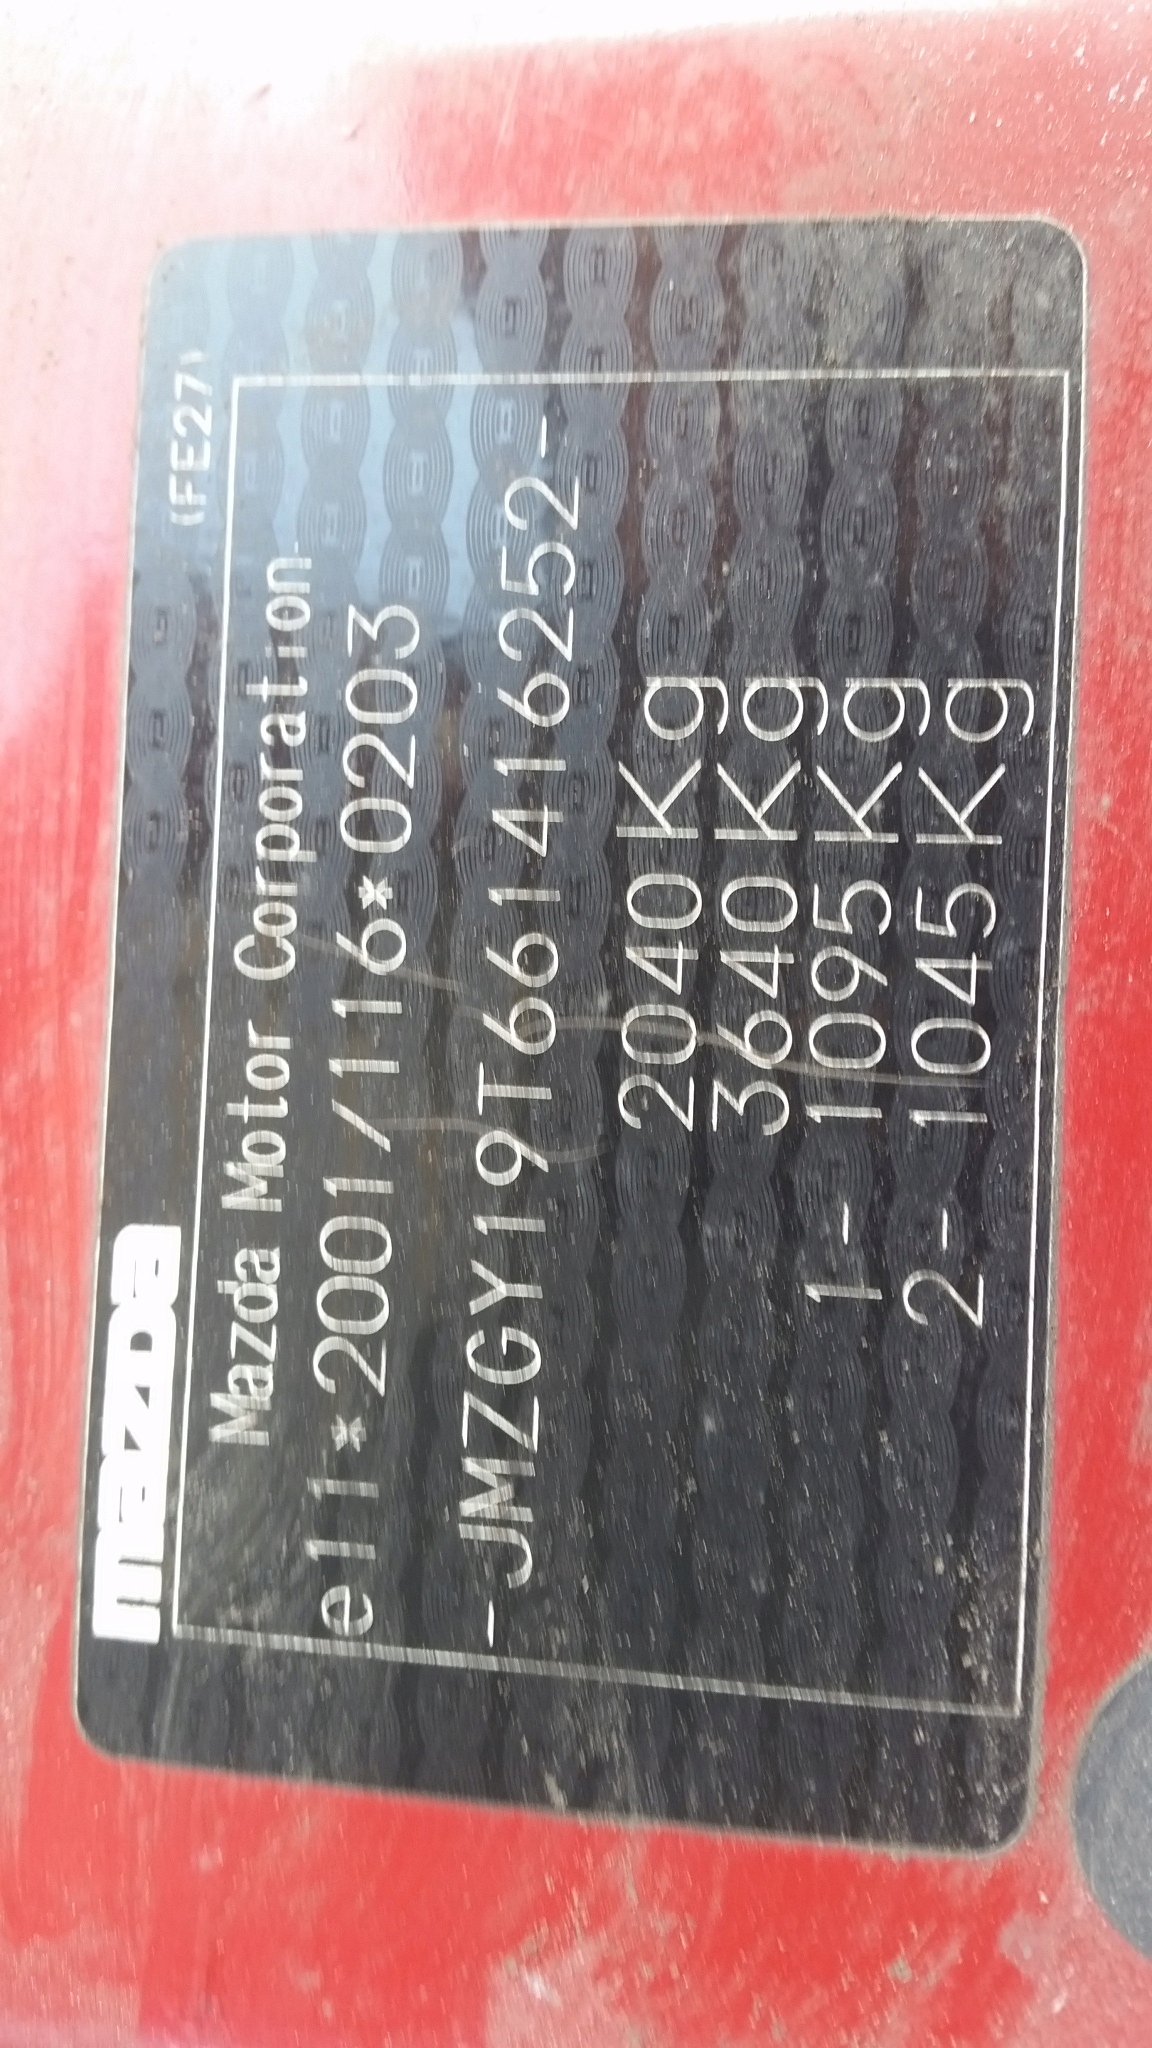 mazda
(FE27)
Mazda Motor Corporation
e11*2001/116*0203
-JMZGY19T661416252-
2040Kg
3640Kg
1- 1095Kg
2- 1045Kg